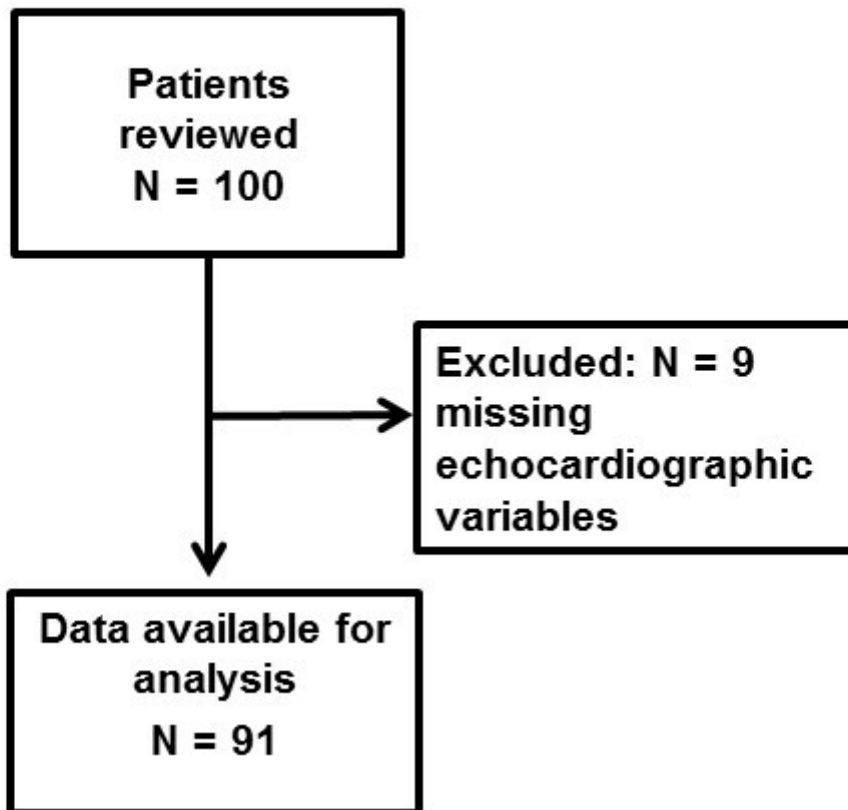 Patients
reviewed
N = 100
Excluded: N = 9
missing
echocardiographic
variables
Data available for
analysis
N = 91